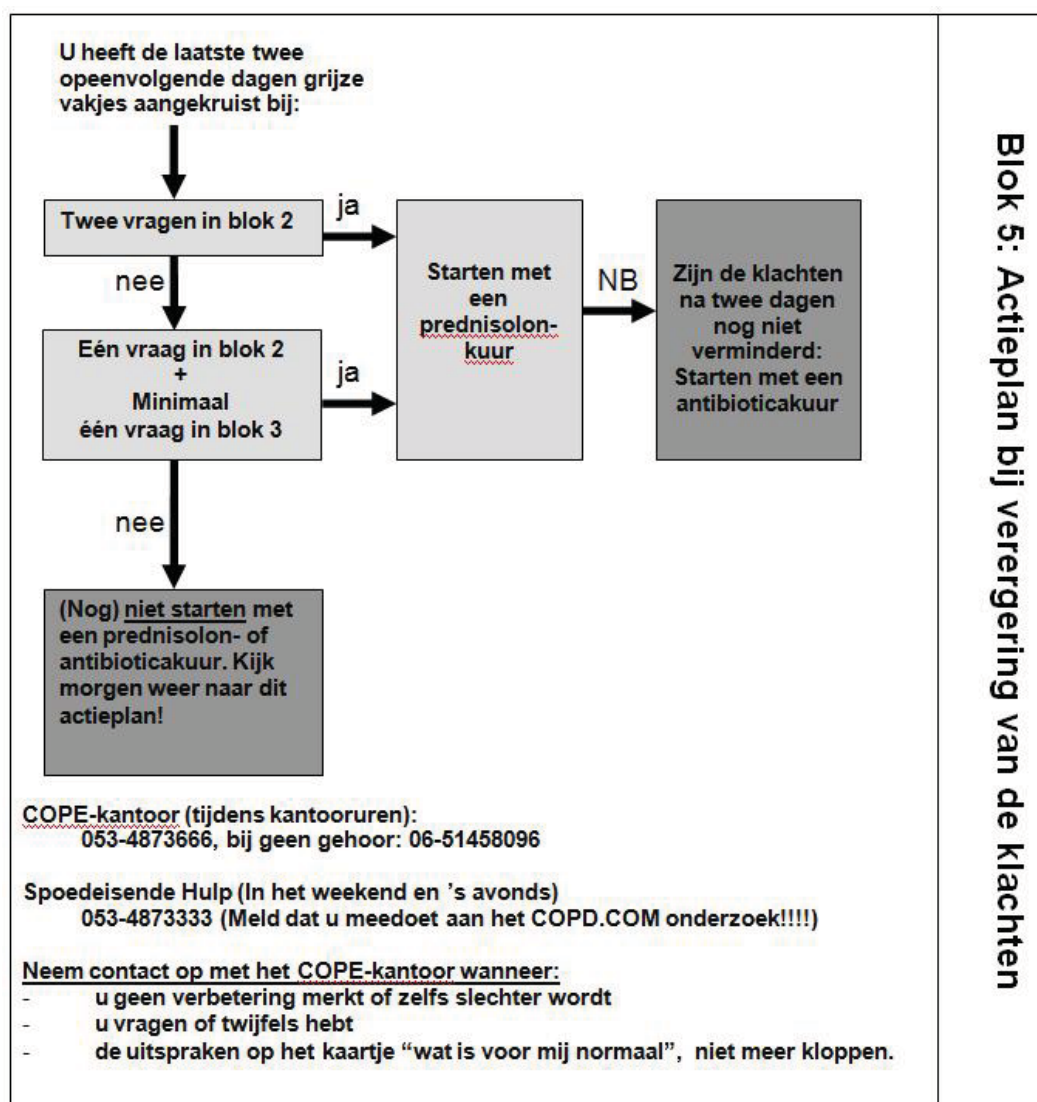 U heeft de laatste twee
opeenvolgende dagen grijze
vakjes aangekruist bij:
Twee vragen in blok 2
ja
nee
Eén vraag in blok 2
+
Minimaal
één vraag in blok 3
ja
Starten met
een
prednisolon-
kuur
NB
Zijn de klachten
na twee dagen
nog niet
verminderd:
Starten met een
antibioticakuur
nee
(Nog) niet starten met
een prednisolon- of
antibioticakuur. Kijk
morgen weer naar dit
actieplan!
COPE-kantoor (tijdens kantooruren):
053-4873666, bij geen gehoor: 06-51458096
Spoedeisende Hulp (In het weekend en 's avonds)
053-4873333 (Meld dat u meedoet aan het COPD.COM onderzoek!!!!)
Neem contact op met het COPE-kantoor wanneer:
- u geen verbetering merkt of zelfs slechter wordt
- u vragen of twijfels hebt
- de uitspraken op het kaartje “wat is voor mij normaal”, niet meer kloppen.
Blok 5: Actieplan bij verergering van de klachten